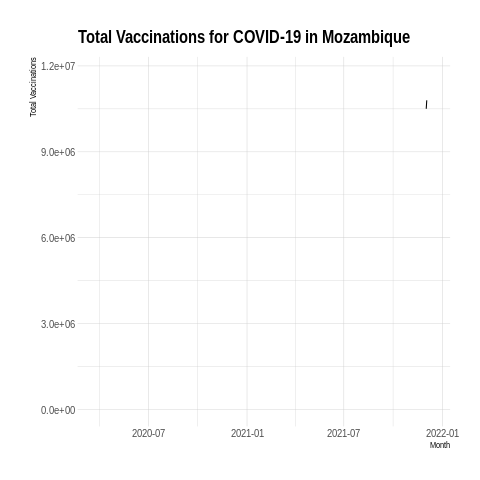 Total Vaccinations for COVID-19 in Mozambique
Total Vaccinations
1.2e+07
9.0e+06
6.0e+06
3.0e+06
0.0e+00
2020-07 2021-01 2021-07 2022-01
Month